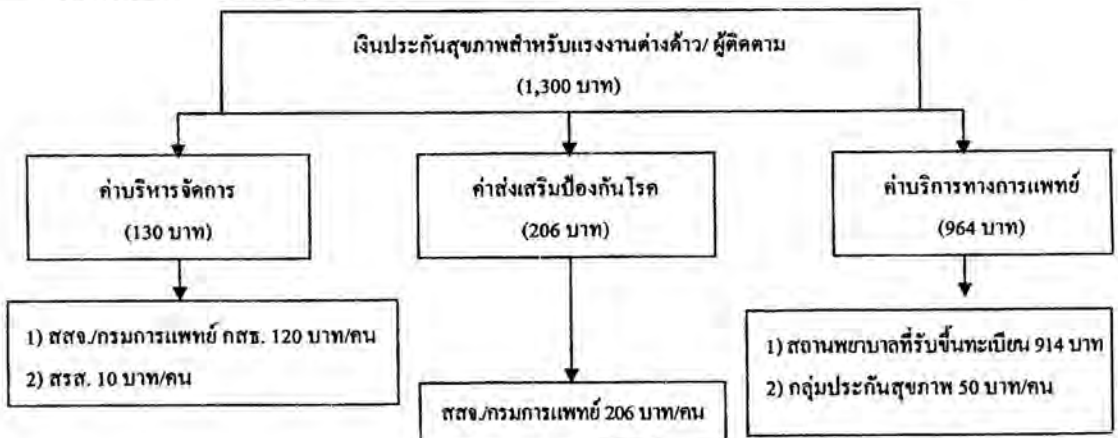 เงินประกันสุขภาพสำหรับแรงงานต่างด้าว/ ผู้ติดตาม
(1,300 บาท)
ค่าบริหารจัดการ
(130 บาท)
ค่าส่งเสริมป้องกันโรค
(206 บาท)
ค่าบริการทางการแพทย์
(964 บาท)
1) สสจ./กรมการแพทย์ กสธ. 120 บาท/คน
2) สรส. 10 บาท/คน
สสจ./กรมการแพทย์ 206 บาท/คน
1) สถานพยาบาลที่รับขึ้นทะเบียน 914 บาท
2) กลุ่มประกันสุขภาพ 50 บาท/คน